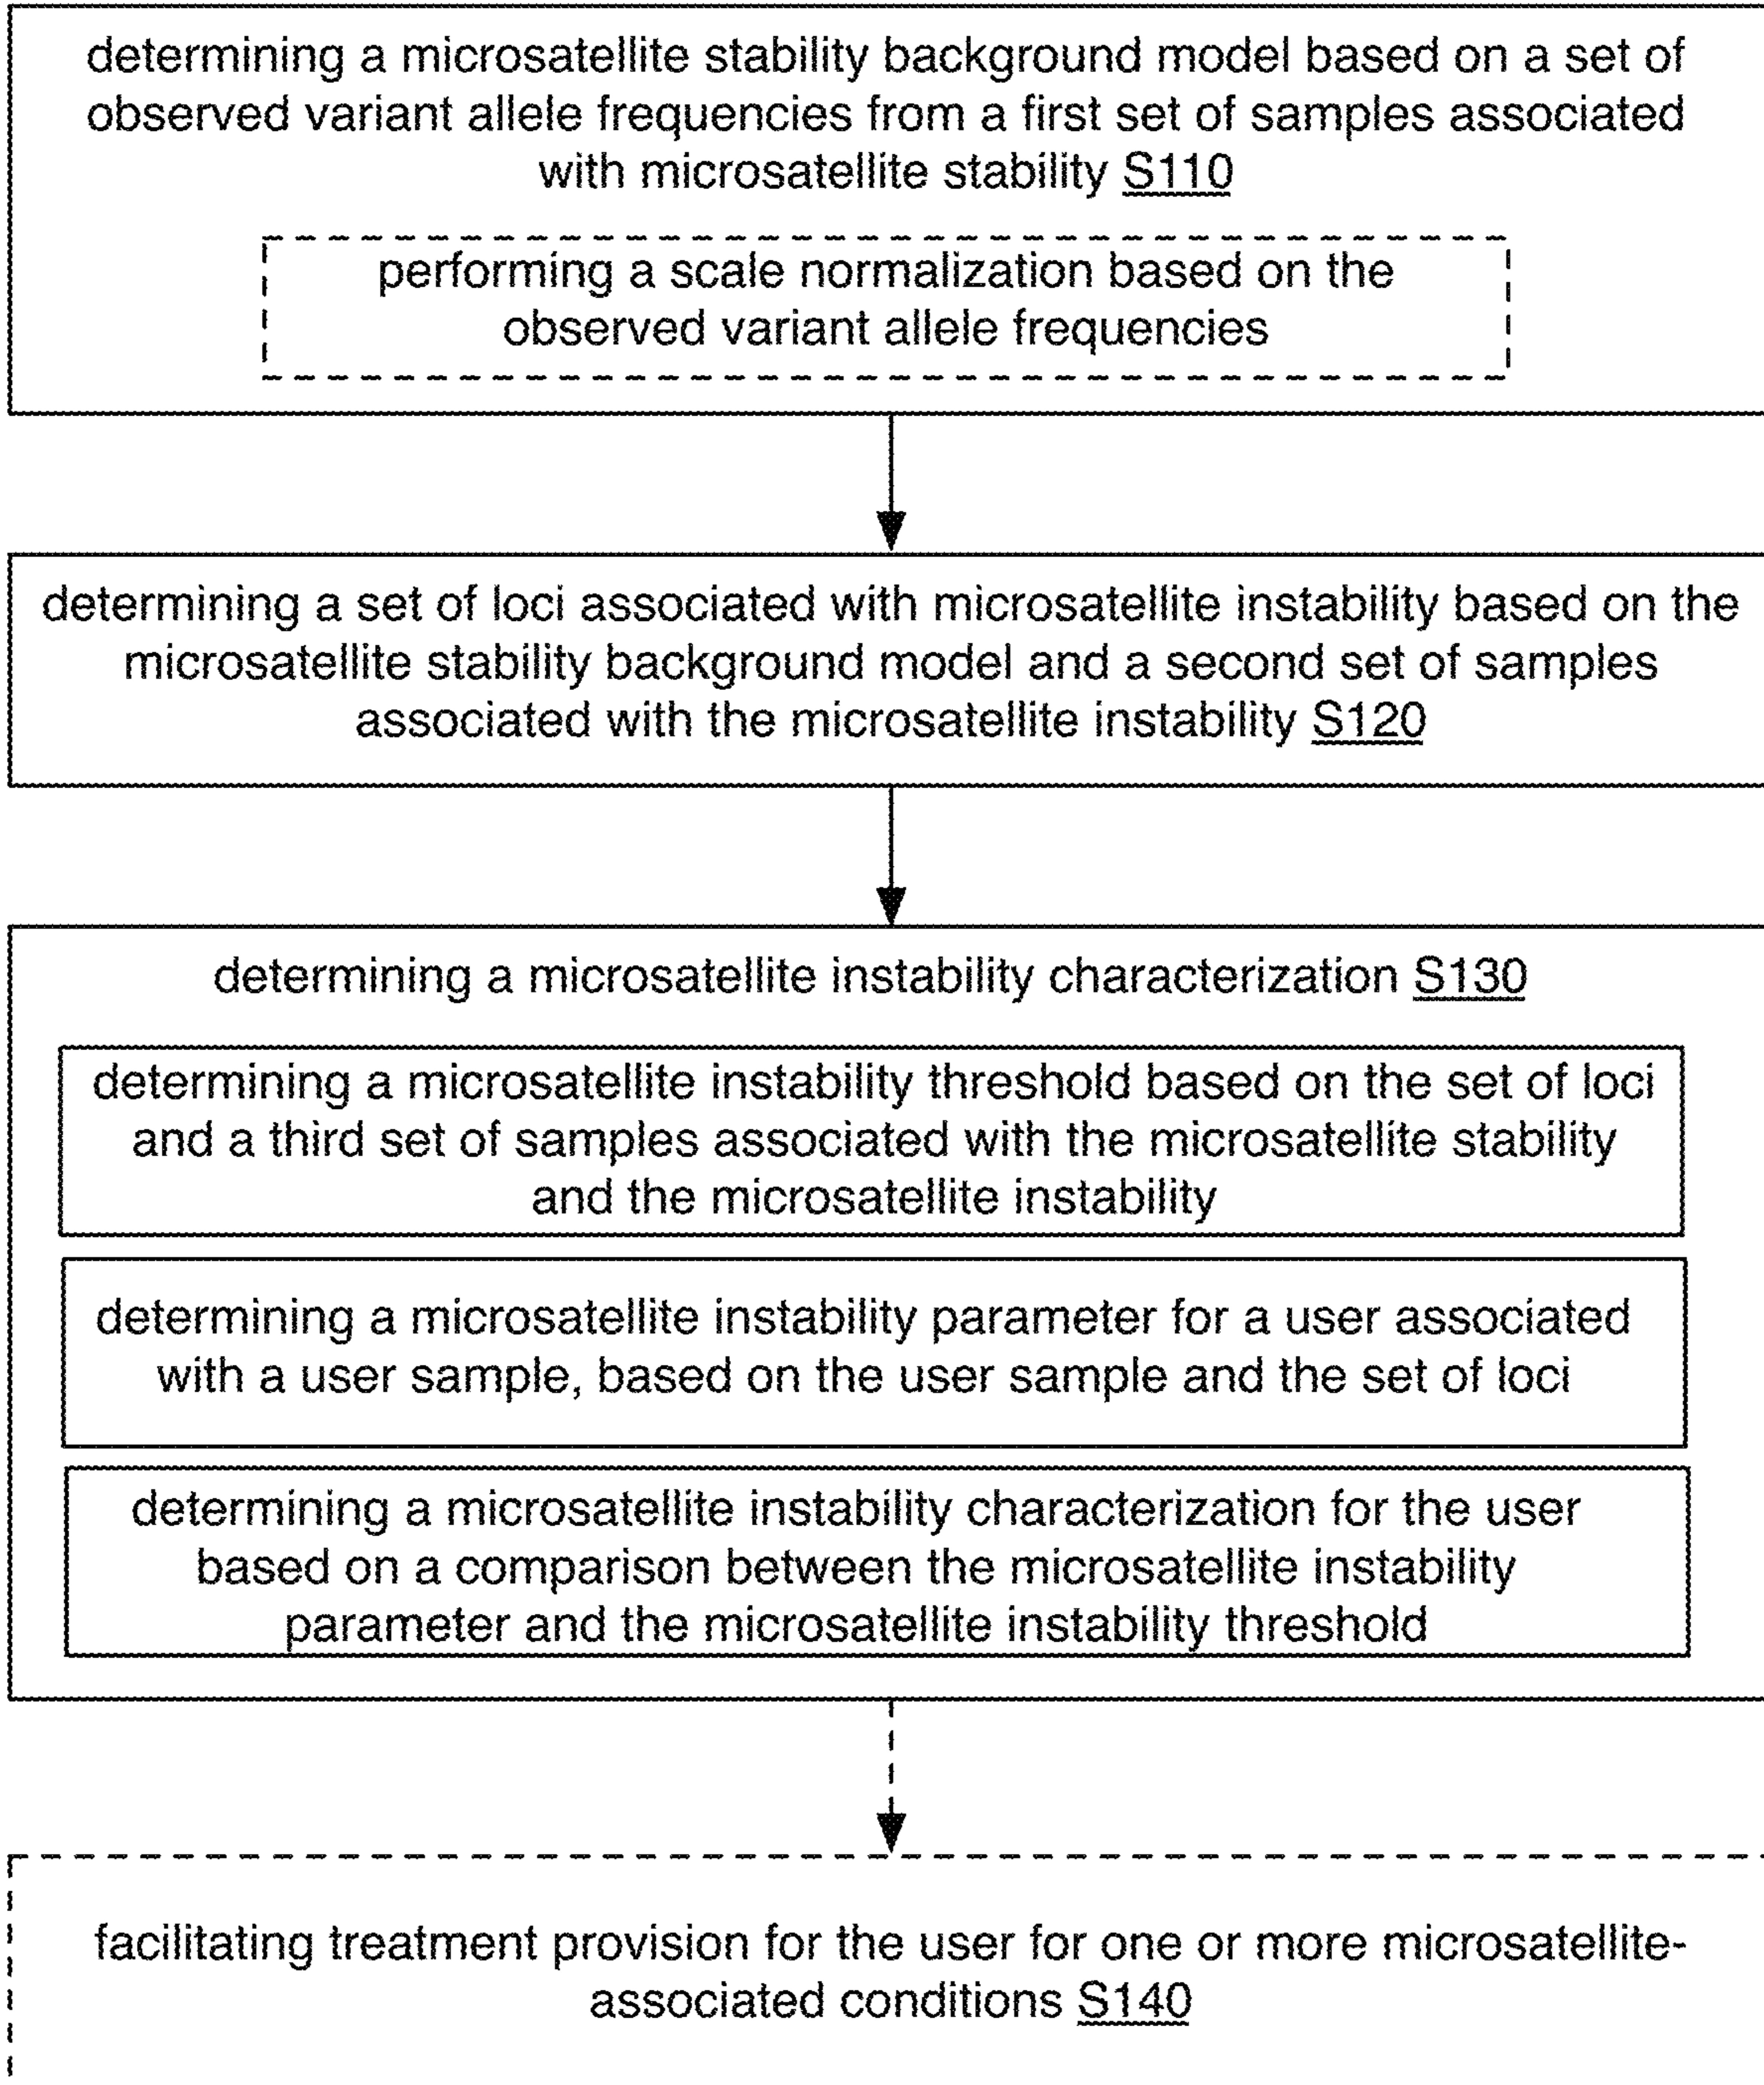 determining a microsatellite stability background model based on a set of
observed variant allele frequencies from a first set of samples associated
with microsatellite stability S110
performing a scale normalization based on the
observed variant allele frequencies
determining a set of loci associated with microsatellite instability based on the
microsatellite stability background model and a second set of samples
associated with the microsatellite instability S120
determining a microsatellite instability characterization S130
determining a microsatellite instability threshold based on the set of loci
and a third set of samples associated with the microsatellite stability
and the microsatellite instability
determining a microsatellite instability parameter for a user associated
with a user sample, based on the user sample and the set of loci
determining a microsatellite instability characterization for the user
based on a comparison between the microsatellite instability
parameter and the microsatellite instability threshold
facilitating treatment provision for the user for one or more microsatellite-
associated conditions S140